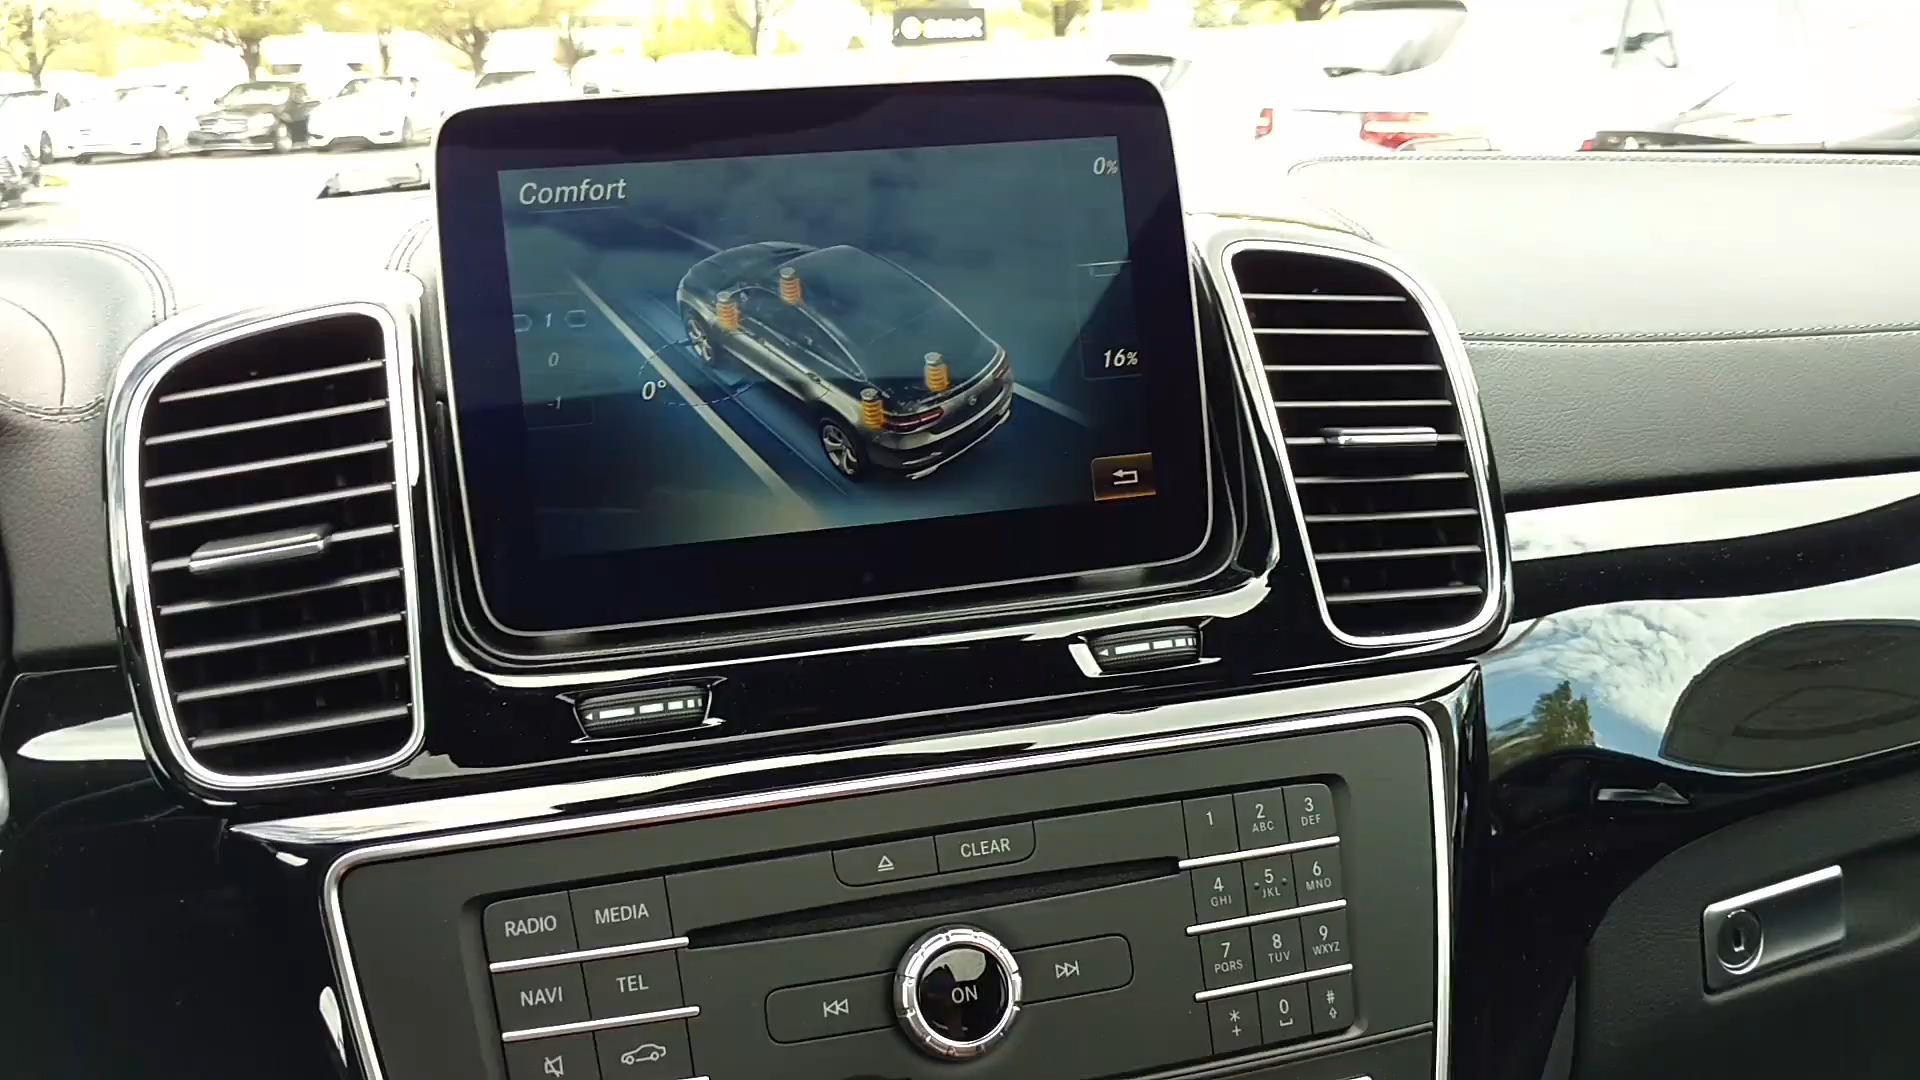 smart
Comfort
0%
1
0
-1
0°
16%
CLEAR
RADIO
MEDIA
NAVI
TEL
ON
1
2 ABC
3 DEF
4 GHI
5 JKL
6 MNO
7 PQRS
8 TUV
9 WXYZ
* +
0
#